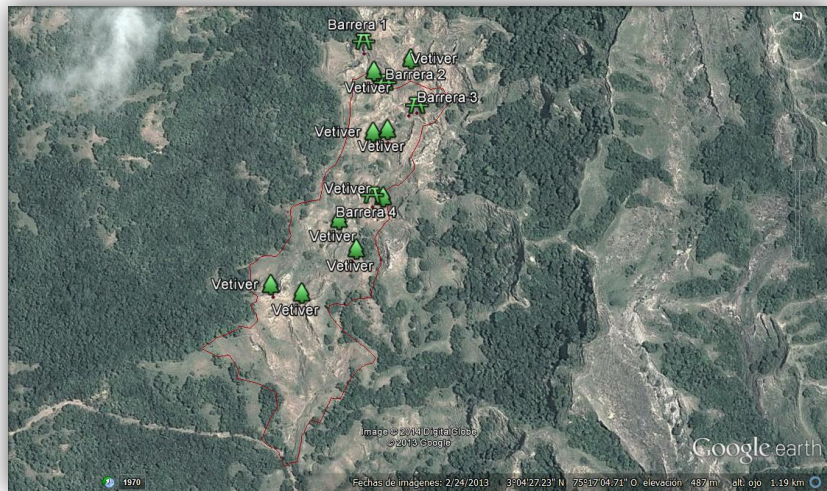 N
Barrera 1
Vetiver
Barrera 2
Vetiver
Barrera 3
Vetiver
Vetiver
Vetiver
Barrera 4
Vetiver
Vetiver
Vetiver
Vetiver
Image © 2014 Digital Globe
© 2013 Google
Google earth
1970
Fechas de imágenes: 2/24/2013 3°04'27.23" N 75°17'04.71" O elevación 487 m alt. ojo 1.19 km